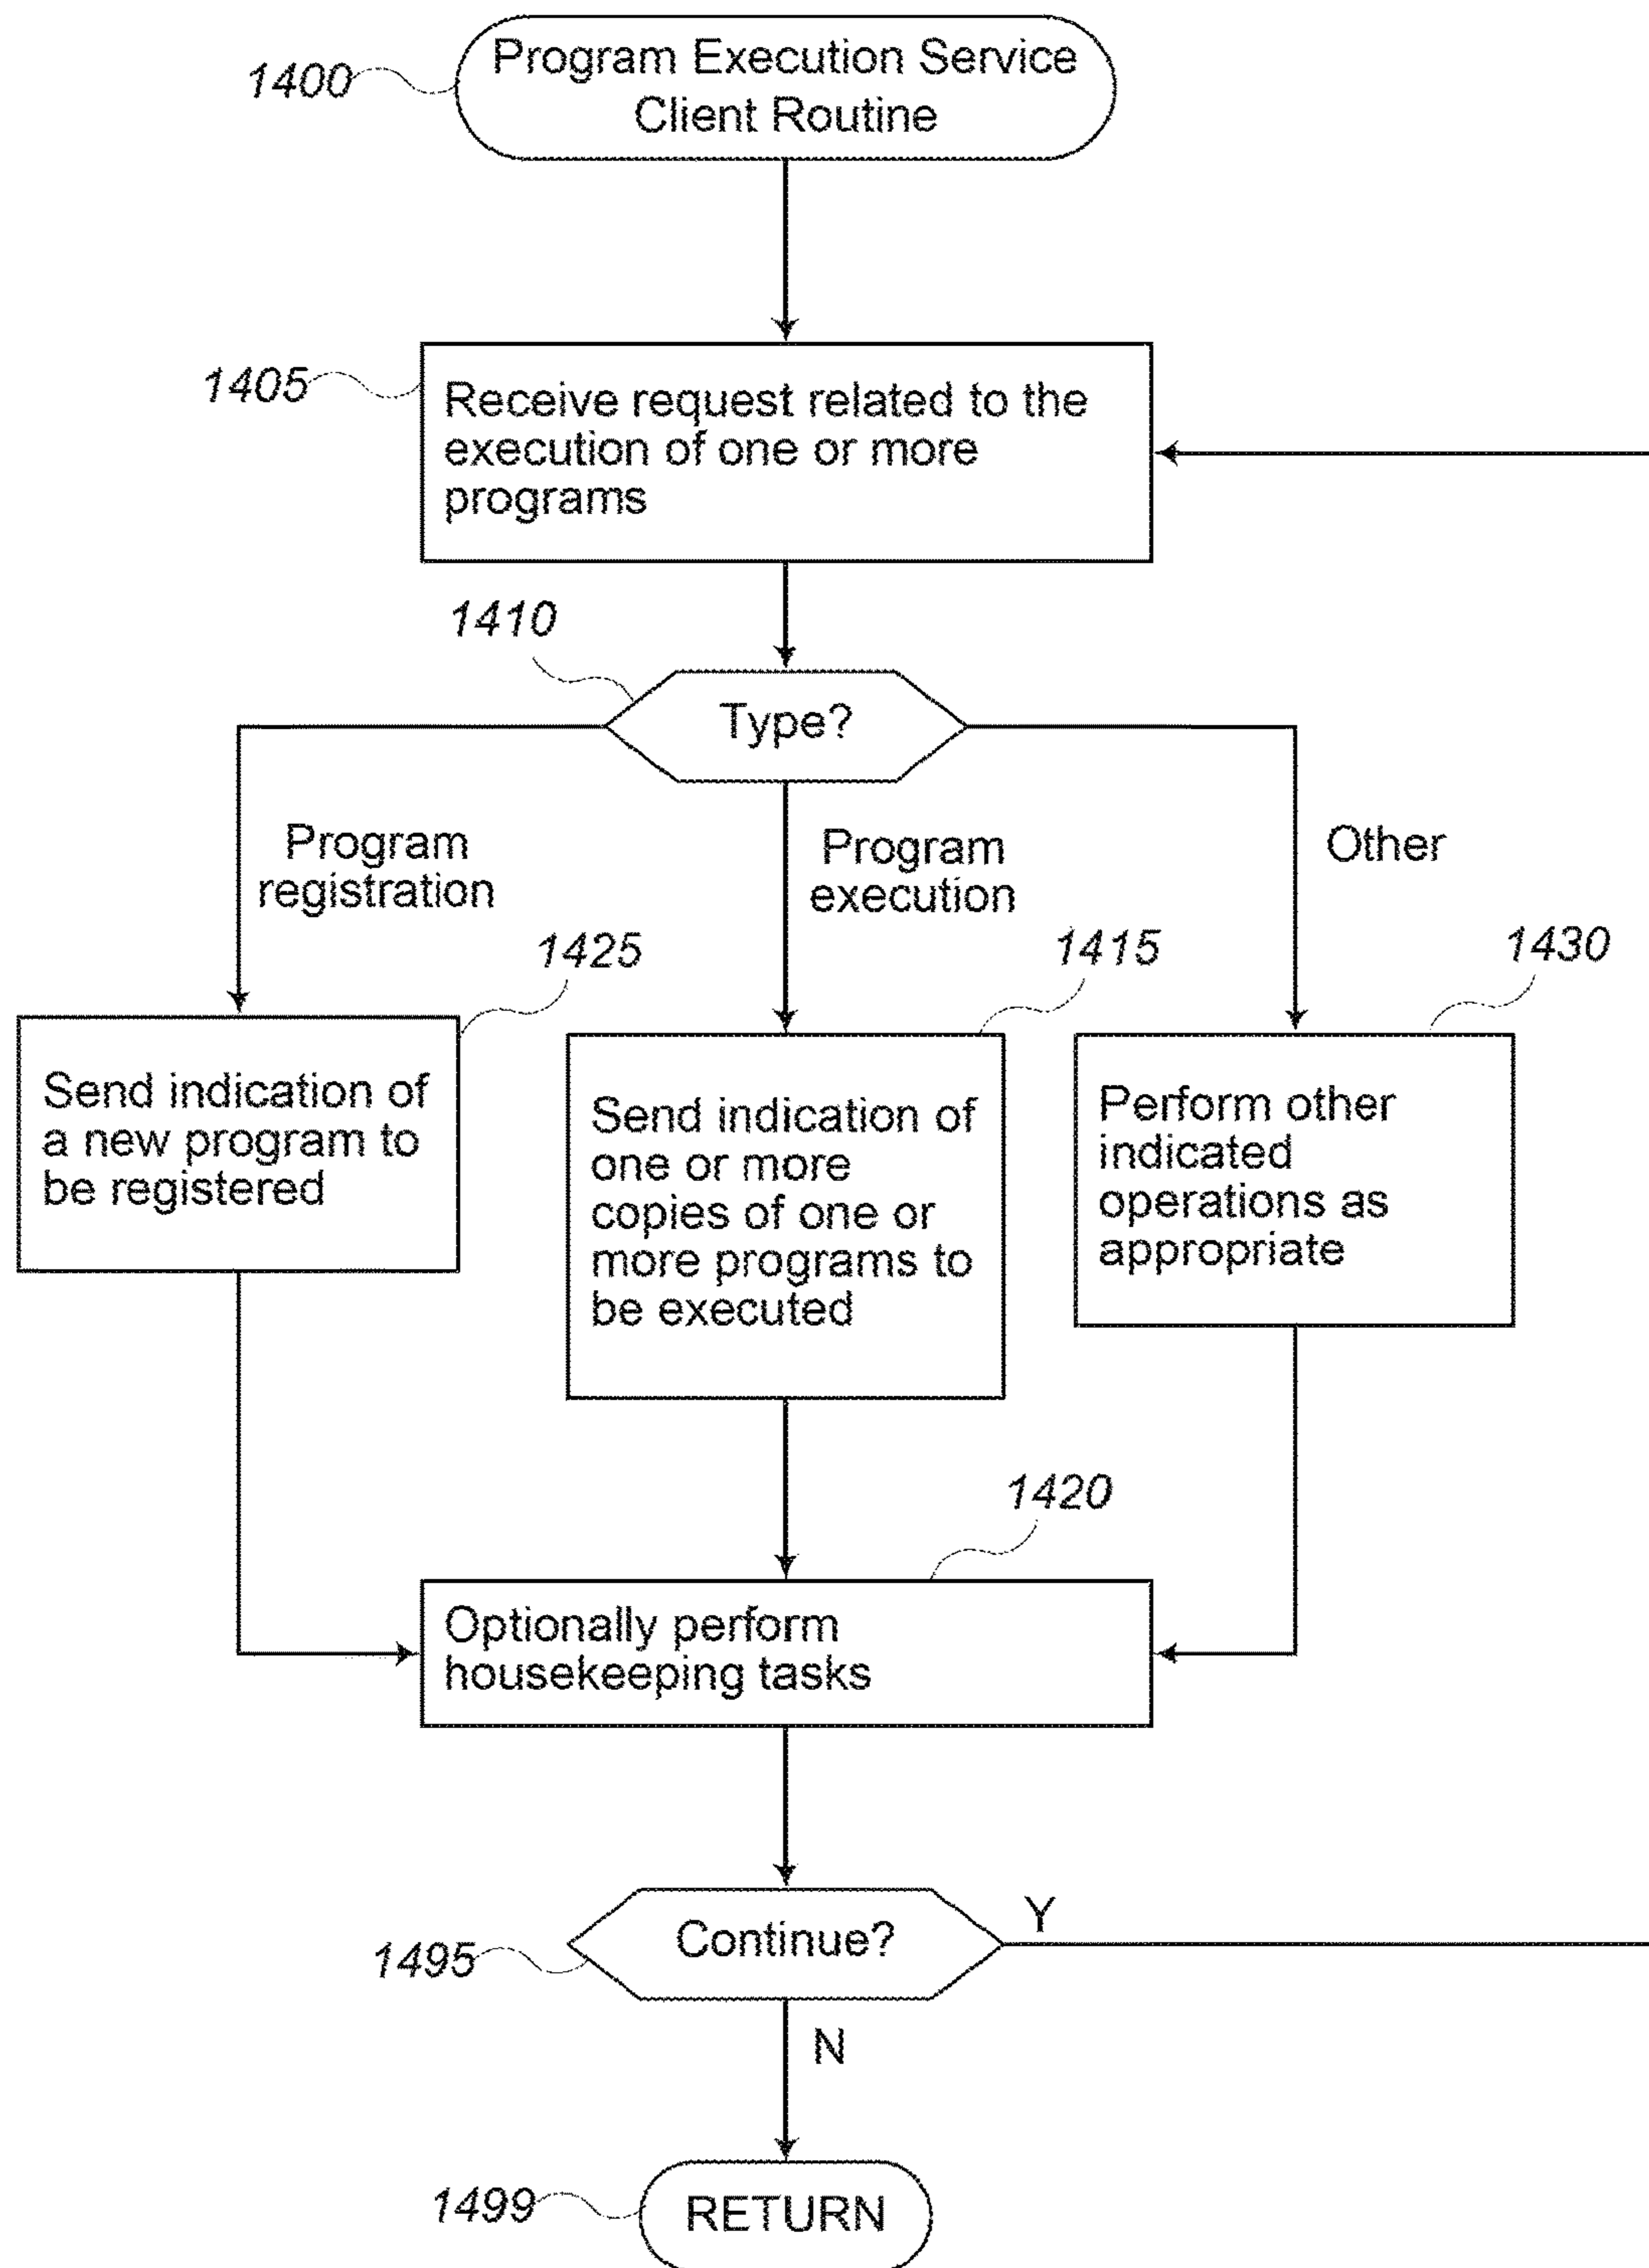 1400
Program Execution Service
Client Routine
1405
Receive request related to the
execution of one or more
programs
1410
Type?
Program
registration
Program
execution
Other
1425
1415
1430
Send indication of
a new program to
be registered
Send indication of
one or more
copies of one or
more programs to
be executed
Perform other
indicated
operations as
appropriate
1420
Optionally perform
housekeeping tasks
1495
Continue?
Y
N
1499
RETURN